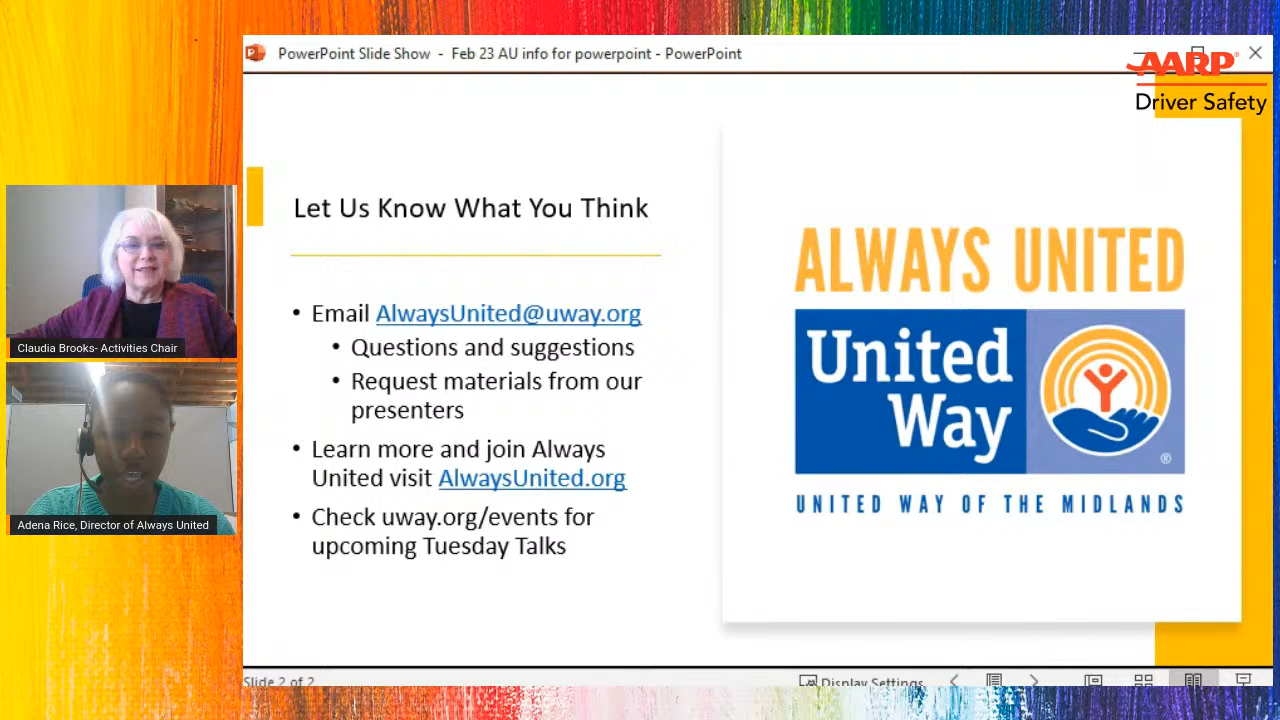 PowerPoint Slide Show - Feb 23 AU info for powerpoint - PowerPoint
AARP®
Driver Safety
Let Us Know What You Think
• Email AlwaysUnited@uway.org
• Questions and suggestions
• Request materials from our
presenters
• Learn more and join Always
United visit AlwaysUnited.org
• Check uway.org/events for
upcoming Tuesday Talks
ALWAYS UNITED
United
Way
®
UNITED WAY OF THE MIDLANDS
Claudia Brooks- Activities Chair
Adena Rice, Director of Always United
Slide 2 of 2
Display Settings